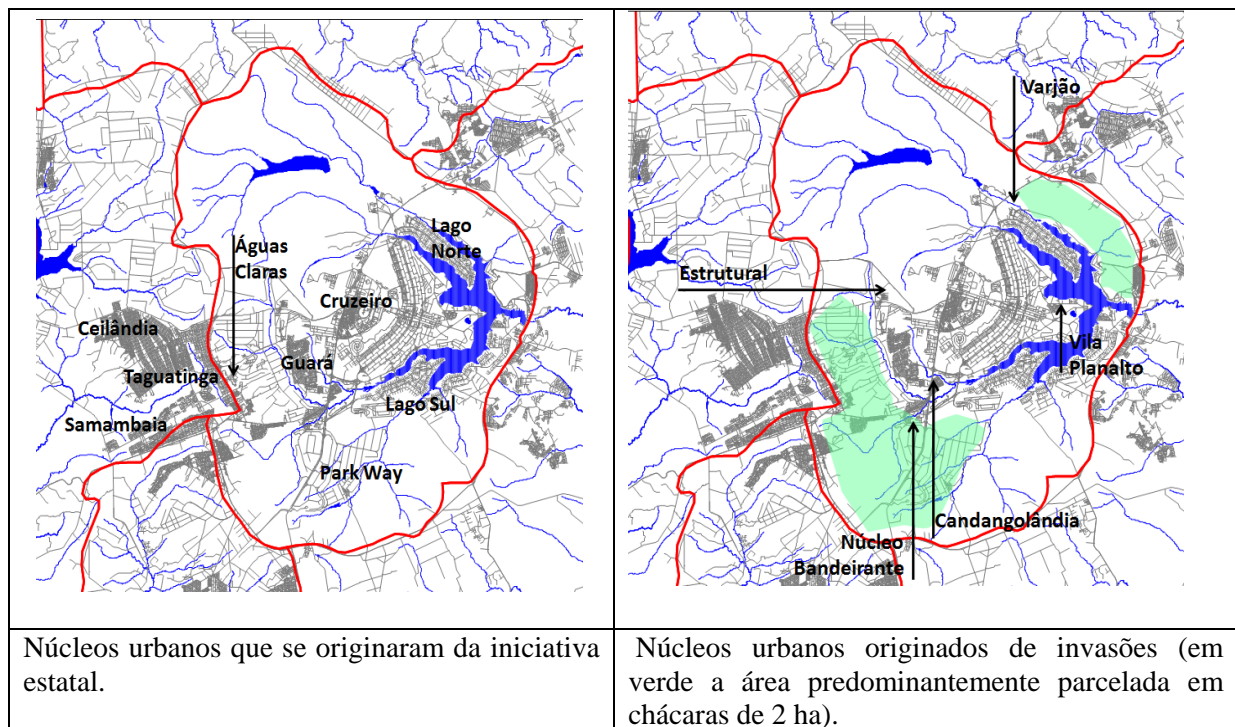 Águas
Claras
Lago
Norte
Cruzeiro
Ceilândia
Guará
Taguatinga
Lago Sul
Samambaia
Park Way
Núcleos urbanos que se originaram da iniciativa
estatal.
Varjão
Estrutural
Vila
Planalto
Candangolândia
Núcleo
Bandeirante
Núcleos urbanos originados de invasões (em
verde a área predominantemente parcelada em
chácaras de 2 ha).